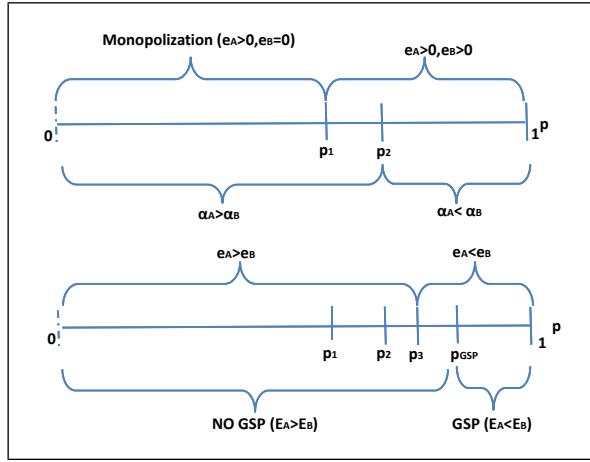 Monopolization (eA>0,eB=0)
eA>0,eB>0
0
p1
p2
1 p
αA>αB
αA< αB
eA>eB
eA<eB
0
p1
p2
p3
pGSP
1
p
NO GSP (EA>EB)
GSP (EA<EB)